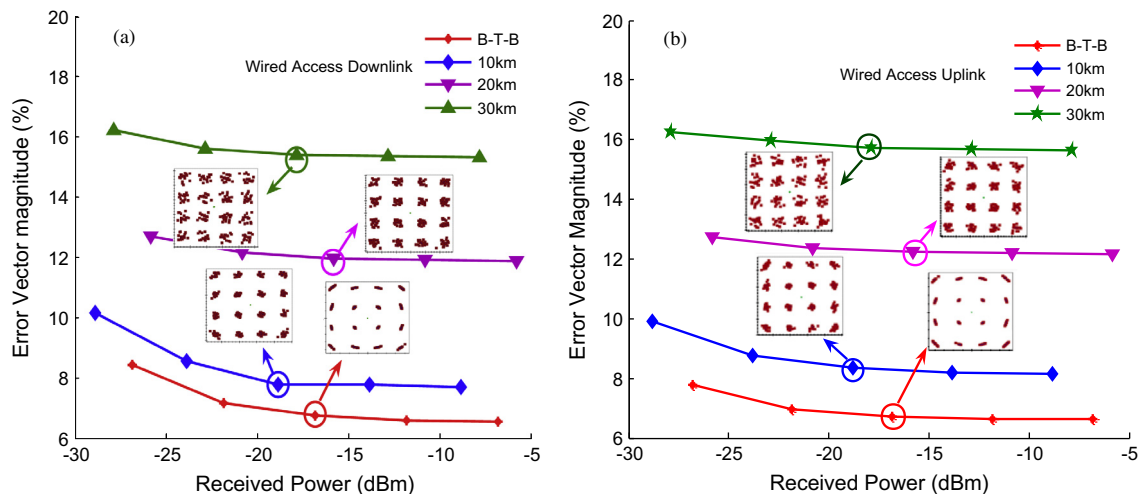 (a)
Wired Access Downlink
B-T-B
10km
20km
30km
Error Vector magnitude (%)
20
18
16
14
12
10
8
6
-30
-25
-20
-15
-10
-5
Received Power (dBm)
(b)
Wired Access Uplink
B-T-B
10km
20km
30km
Error Vector Magnitude (%)
20
18
16
14
12
10
8
6
-30
-25
-20
-15
-10
-5
Received Power (dBm)